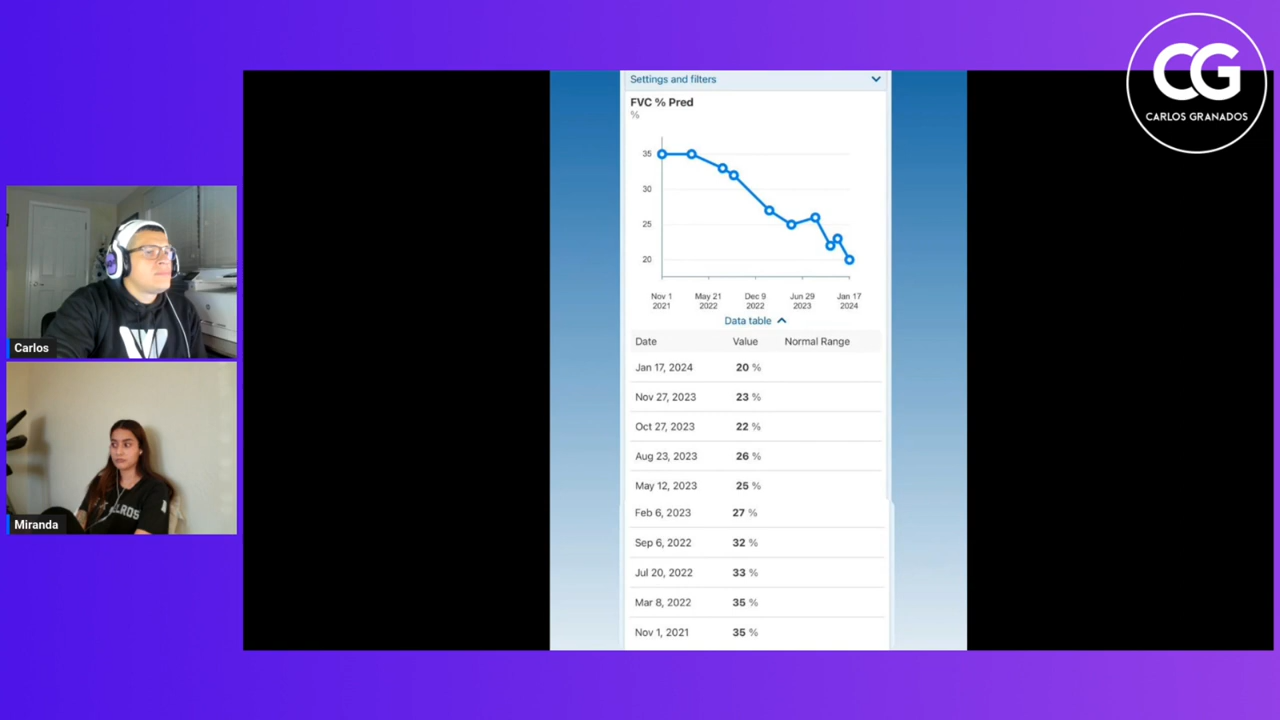 CG
CARLOS GRANADOS
Settings and filters
FVC % Pred
%
35
30
25
20
Nov 1 2021
May 21 2022
Dec 9 2022
Jun 29 2023
Jan 17 2024
Data table
Date Value Normal Range
Jan 17, 2024 20 %
Nov 27, 2023 23 %
Oct 27, 2023 22 %
Aug 23, 2023 26 %
May 12, 2023 25 %
Feb 6, 2023 27 %
Sep 6, 2022 32 %
Jul 20, 2022 33 %
Mar 8, 2022 35 %
Nov 1, 2021 35 %
Carlos
Miranda